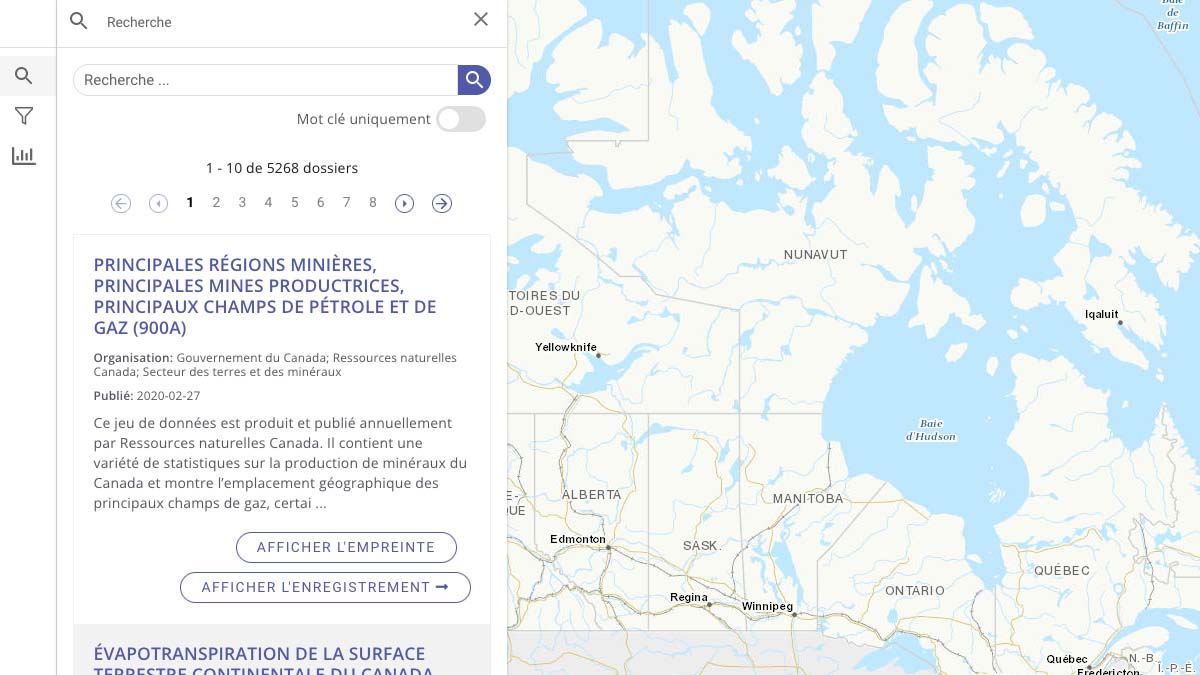 Recherche
Recherche ...
Mot clé uniquement
1 - 10 de 5268 dossiers
1 2 3 4 5 6 7 8
PRINCIPALES RÉGIONS MINIÈRES,
PRINCIPALES MINES PRODUCTRICES,
PRINCIPAUX CHAMPS DE PÉTROLE ET DE
GAZ (900A)
Organisation: Gouvernement du Canada; Ressources naturelles
Canada; Secteur des terres et des minéraux
Publié: 2020-02-27
Ce jeu de données est produit et publié annuellement
par Ressources naturelles Canada. Il contient une
variété de statistiques sur la production de minéraux du
Canada et montre l’emplacement géographique des
principaux champs de gaz, certai ...
AFFICHER L'EMPREINTE
AFFICHER L'ENREGISTREMENT
ÉVAPOTRANSPIRATION DE LA SURFACE
TERRESTRE CONTINENTALE DU CANADA
Baie
de
Baffin
NUNAVUT
TOIRES DU
D-OUEST
Iqaluit
Yellowknife
Baie
d'Hudson
E-
UE
ALBERTA
MANITOBA
Edmonton
SASK.
QUÉBEC
ONTARIO
Regina
Winnipeg
Québec
N.-B.
I.-P.-É.
Fredericton